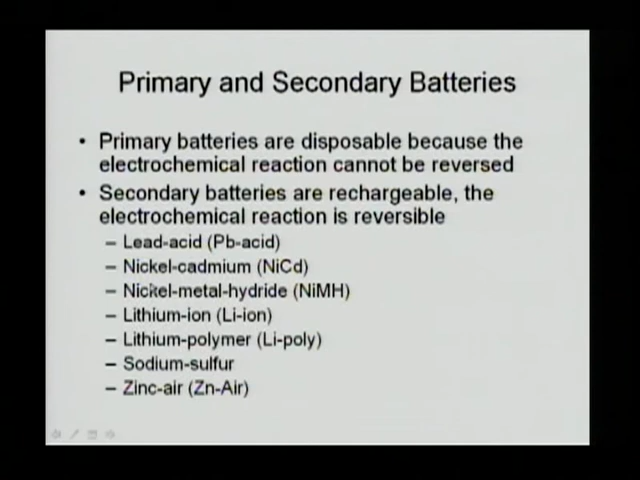 Primary and Secondary Batteries
• Primary batteries are disposable because the
electrochemical reaction cannot be reversed
• Secondary batteries are rechargeable, the
electrochemical reaction is reversible
– Lead-acid (Pb-acid)
– Nickel-cadmium (NiCd)
– Nickel-metal-hydride (NiMH)
– Lithium-ion (Li-ion)
– Lithium-polymer (Li-poly)
– Sodium-sulfur
– Zinc-air (Zn-Air)